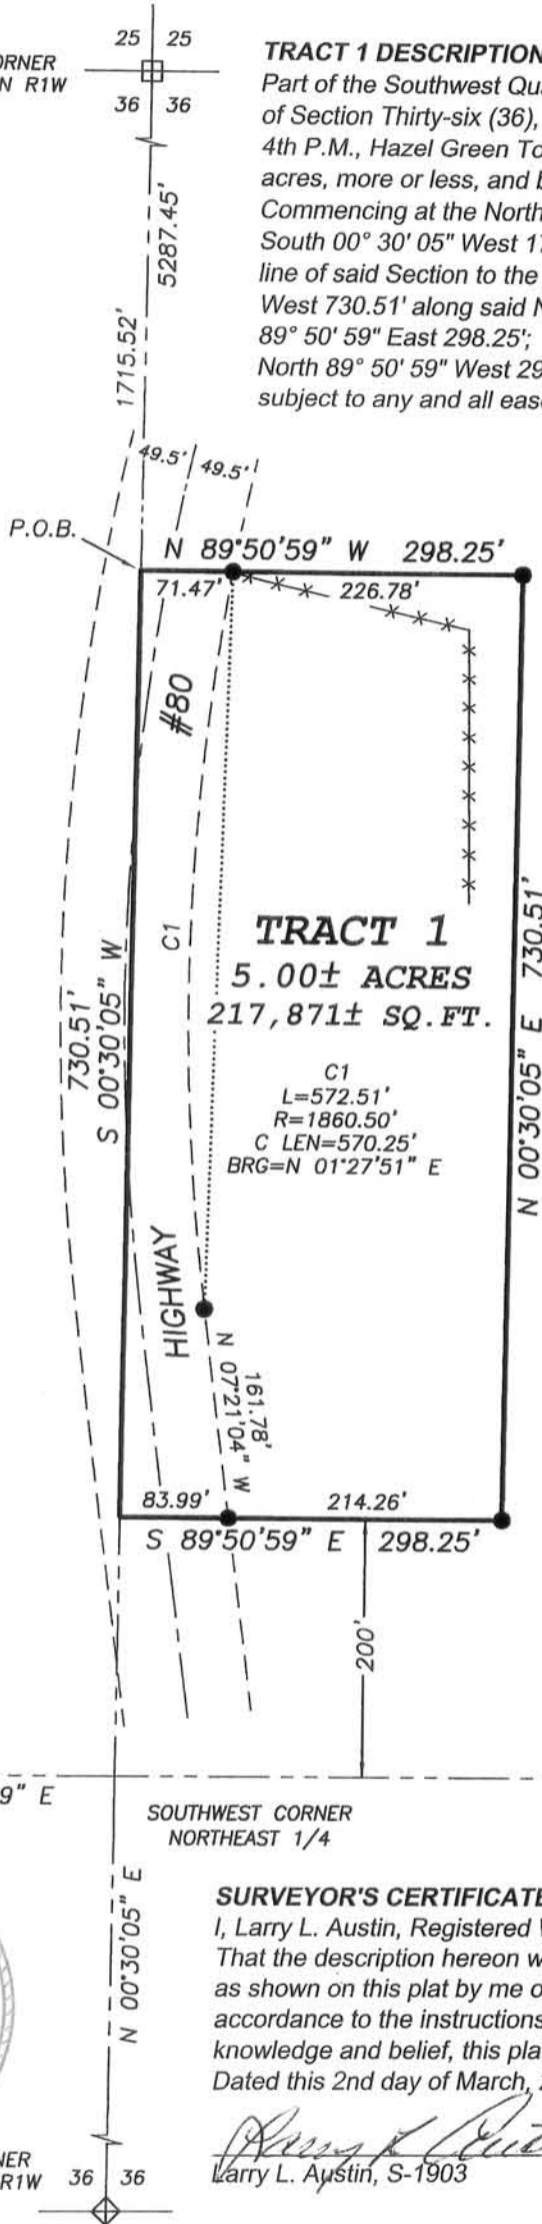 25 25
ORNER
N R1W
36 36
TRACT 1 DESCRIPTION
Part of the Southwest Qua
of Section Thirty-six (36),
4th P.M., Hazel Green To
acres, more or less, and b
Commencing at the North
South 00° 30' 05" West 17
line of said Section to the
West 730.51' along said N
89° 50' 59" East 298.25';
North 89° 50' 59" West 29
subject to any and all ease
5287.45'
1715.52'
49.5' 49.5'
P.O.B.
N 89°50'59" W 298.25'
71.47' 226.78'
#80
C1
TRACT 1
5.00± ACRES
217,871± SQ.FT.
C1
L=572.51'
R=1860.50'
C LEN=570.25'
BRG=N 01°27'51" E
730.51'
S 00°30'05" W
N 00°30'05" E 730.51'
HIGHWAY
161.78'
N 07°21'04" W
83.99' 214.26'
S 89°50'59" E 298.25'
200'
9" E
SOUTHWEST CORNER
NORTHEAST 1/4
N 00°30'05" E
SURVEYOR'S CERTIFICATE
I, Larry L. Austin, Registered
That the description hereon w
as shown on this plat by me o
accordance to the instructions
knowledge and belief, this pla
Dated this 2nd day of March,
Larry L. Austin, S-1903
NER
R1W
36 36